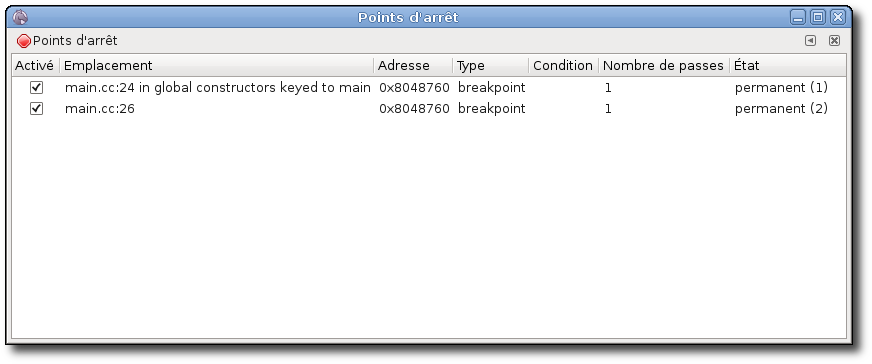 Points d'arrêt
Points d'arrêt
Activé Emplacement Adresse Type Condition Nombre de passes État
main.cc:24 in global constructors keyed to main 0x8048760 breakpoint 1 permanent (1)
main.cc:26 0x8048760 breakpoint 1 permanent (2)